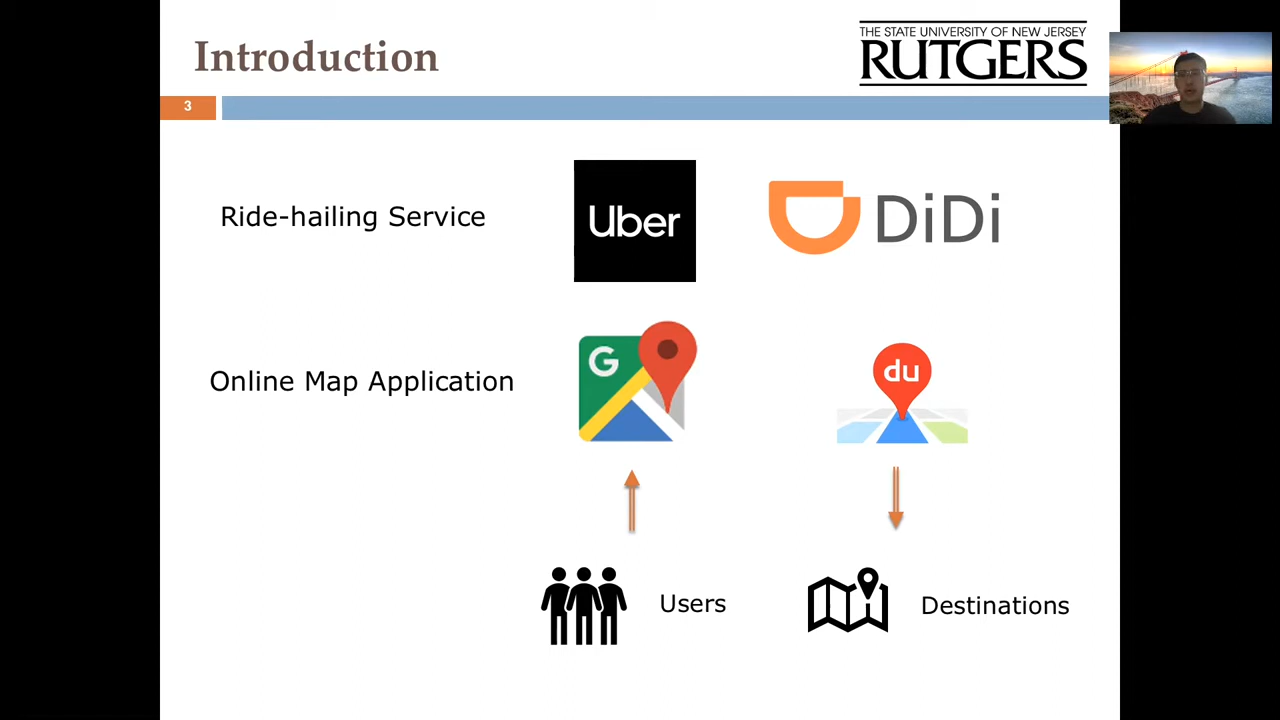 Introduction
THE STATE UNIVERSITY OF NEW JERSEY
RUTGERS
3
Ride-hailing Service
Uber
DiDi
Online Map Application
G
du
Users
Destinations